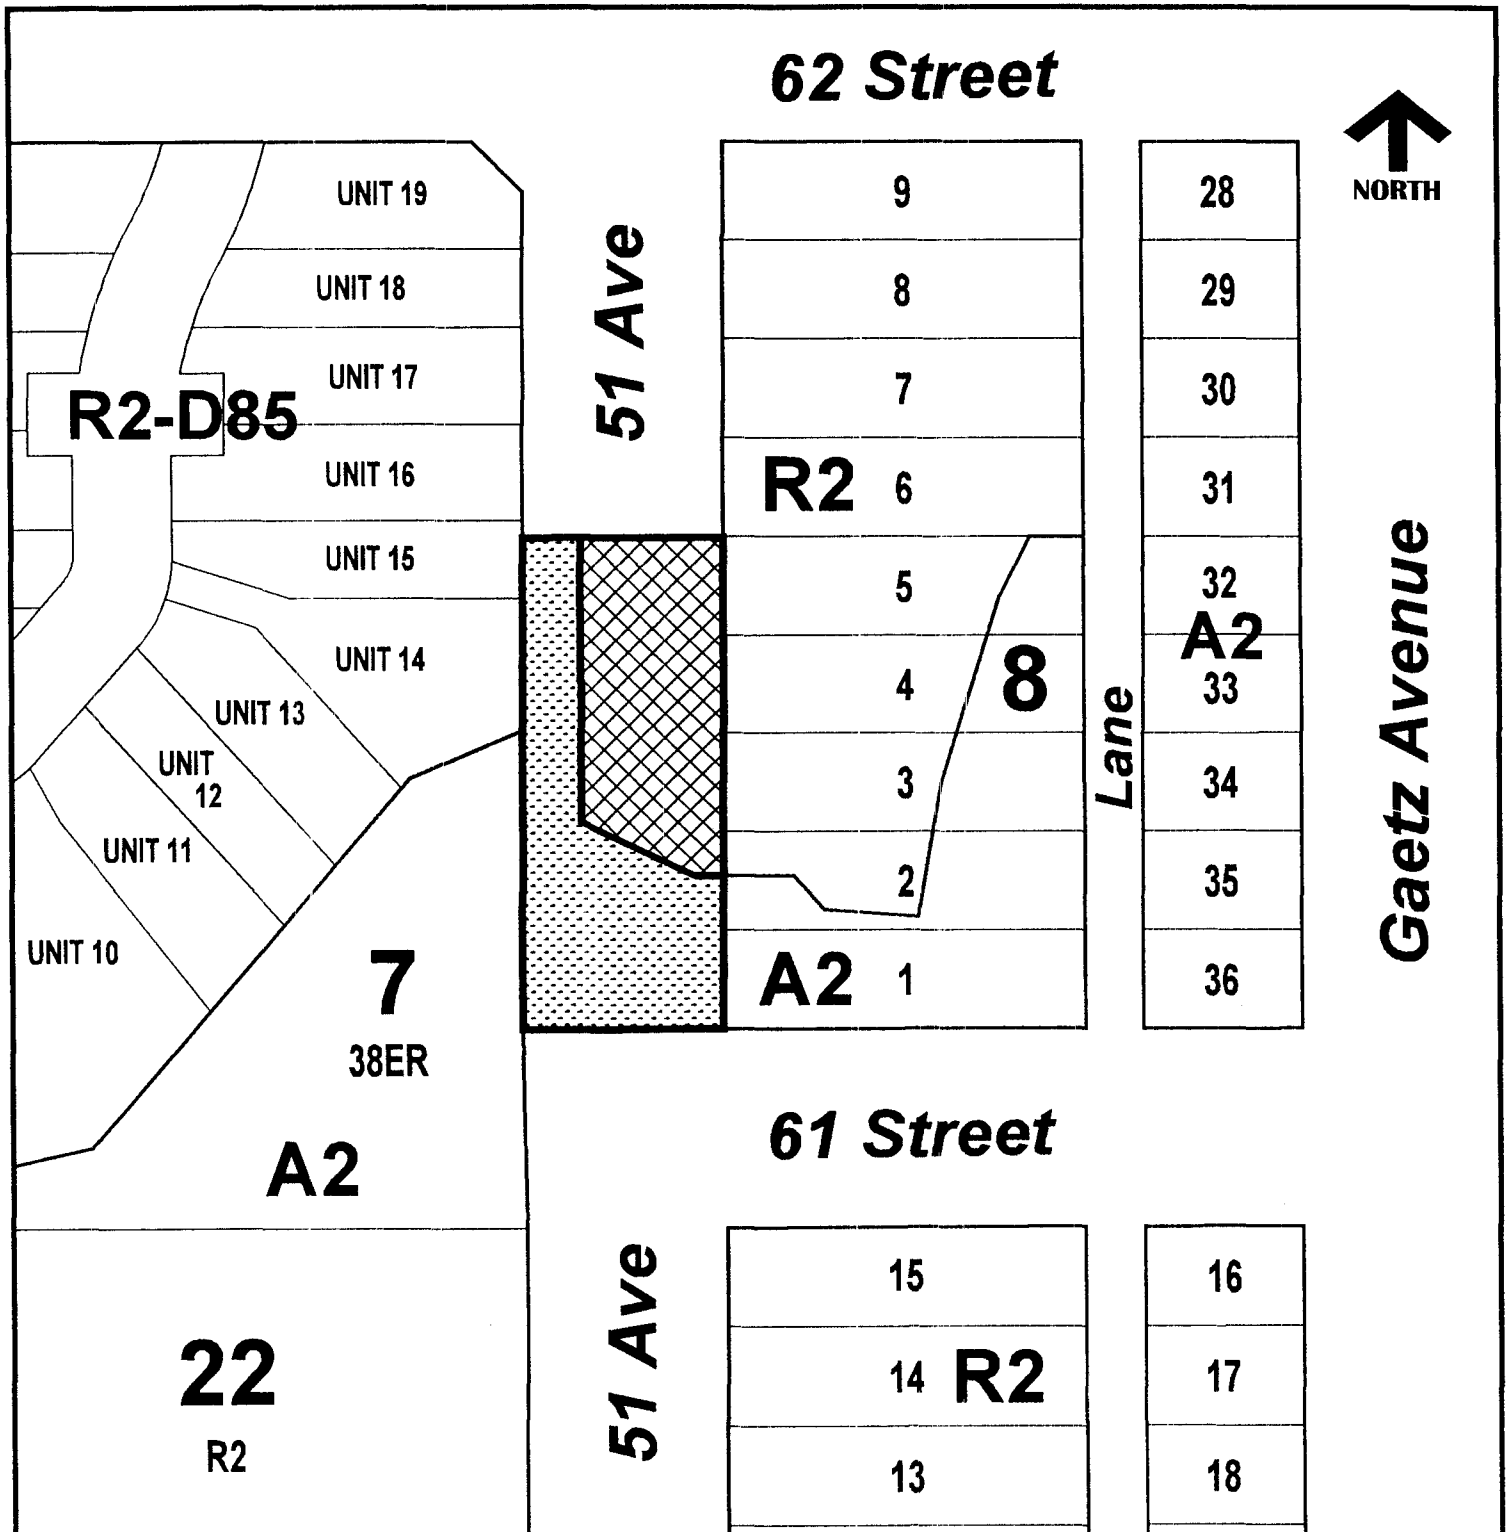 62 Street
NORTH
UNIT 19
9
28
UNIT 18
51 Ave
8
29
UNIT 17
7
30
R2-D85
UNIT 16
R2
6
31
UNIT 15
5
32
A2
UNIT 14
4
8
33
UNIT 13
Lane
Gaetz Avenue
UNIT
12
3
34
UNIT 11
2
35
UNIT 10
7
A2
1
36
38ER
61 Street
A2
15
16
22
51 Ave
14
R2
17
R2
13
18